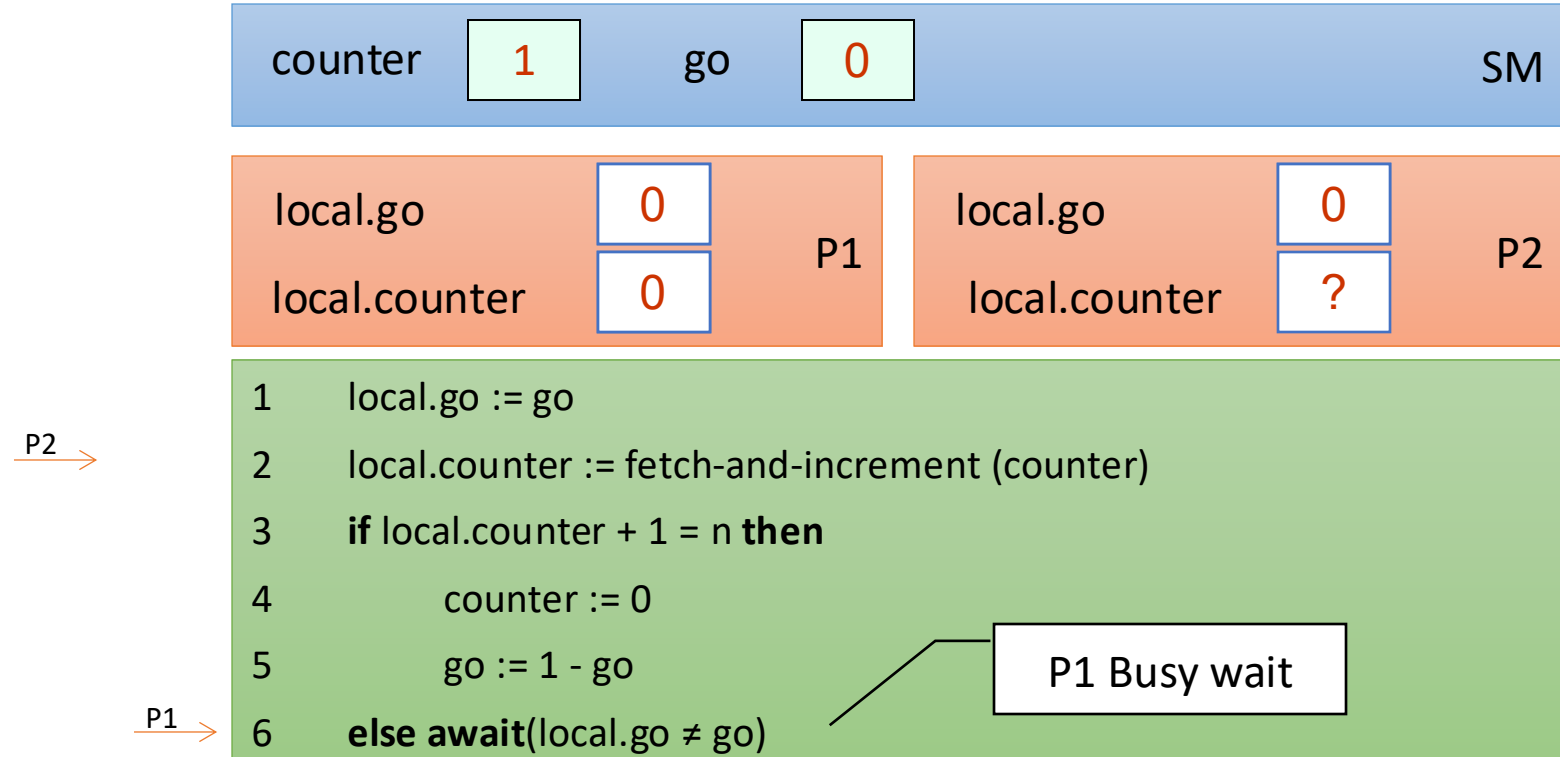 counter 1 go 0 SM
local.go 0 P1 local.counter 0
local.go 0 P2 local.counter ?
1 local.go := go
P2
2 local.counter := fetch-and-increment (counter)
3 if local.counter + 1 = n then
4 counter := 0
5 go := 1 - go
P1 Busy wait
P1
6 else await(local.go ≠ go)